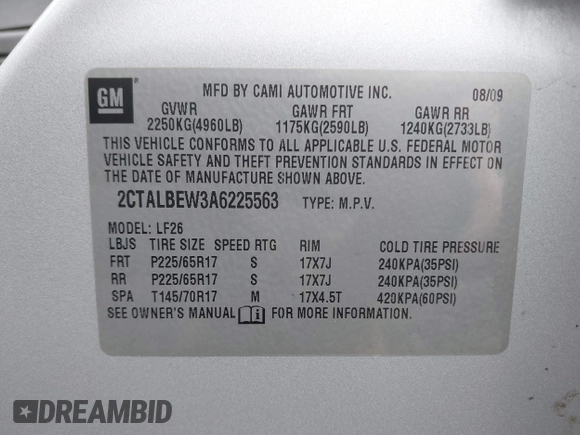 GM
MFD BY CAMI AUTOMOTIVE INC. 08/09
GVWR GAWR FRT GAWR RR
2250KG(4960LB) 1175KG(2590LB) 1240KG(2733LB)
THIS VEHICLE CONFORMS TO ALL APPLICABLE U.S. FEDERAL MOTOR
VEHICLE SAFETY AND THEFT PREVENTION STANDARDS IN EFFECT ON
THE DATE OF MANUFACTURE SHOWN ABOVE.
2CTALBEW3A6225563 TYPE: M.P.V.
MODEL: LF26
LBJS TIRE SIZE SPEED RTG RIM COLD TIRE PRESSURE
FRT P225/65R17 S 17X7J 240KPA(35PSI)
RR P225/65R17 S 17X7J 240KPA(35PSI)
SPA T145/70R17 M 17X4.5T 420KPA(60PSI)
SEE OWNER'S MANUAL FOR MORE INFORMATION.
DREAMBID